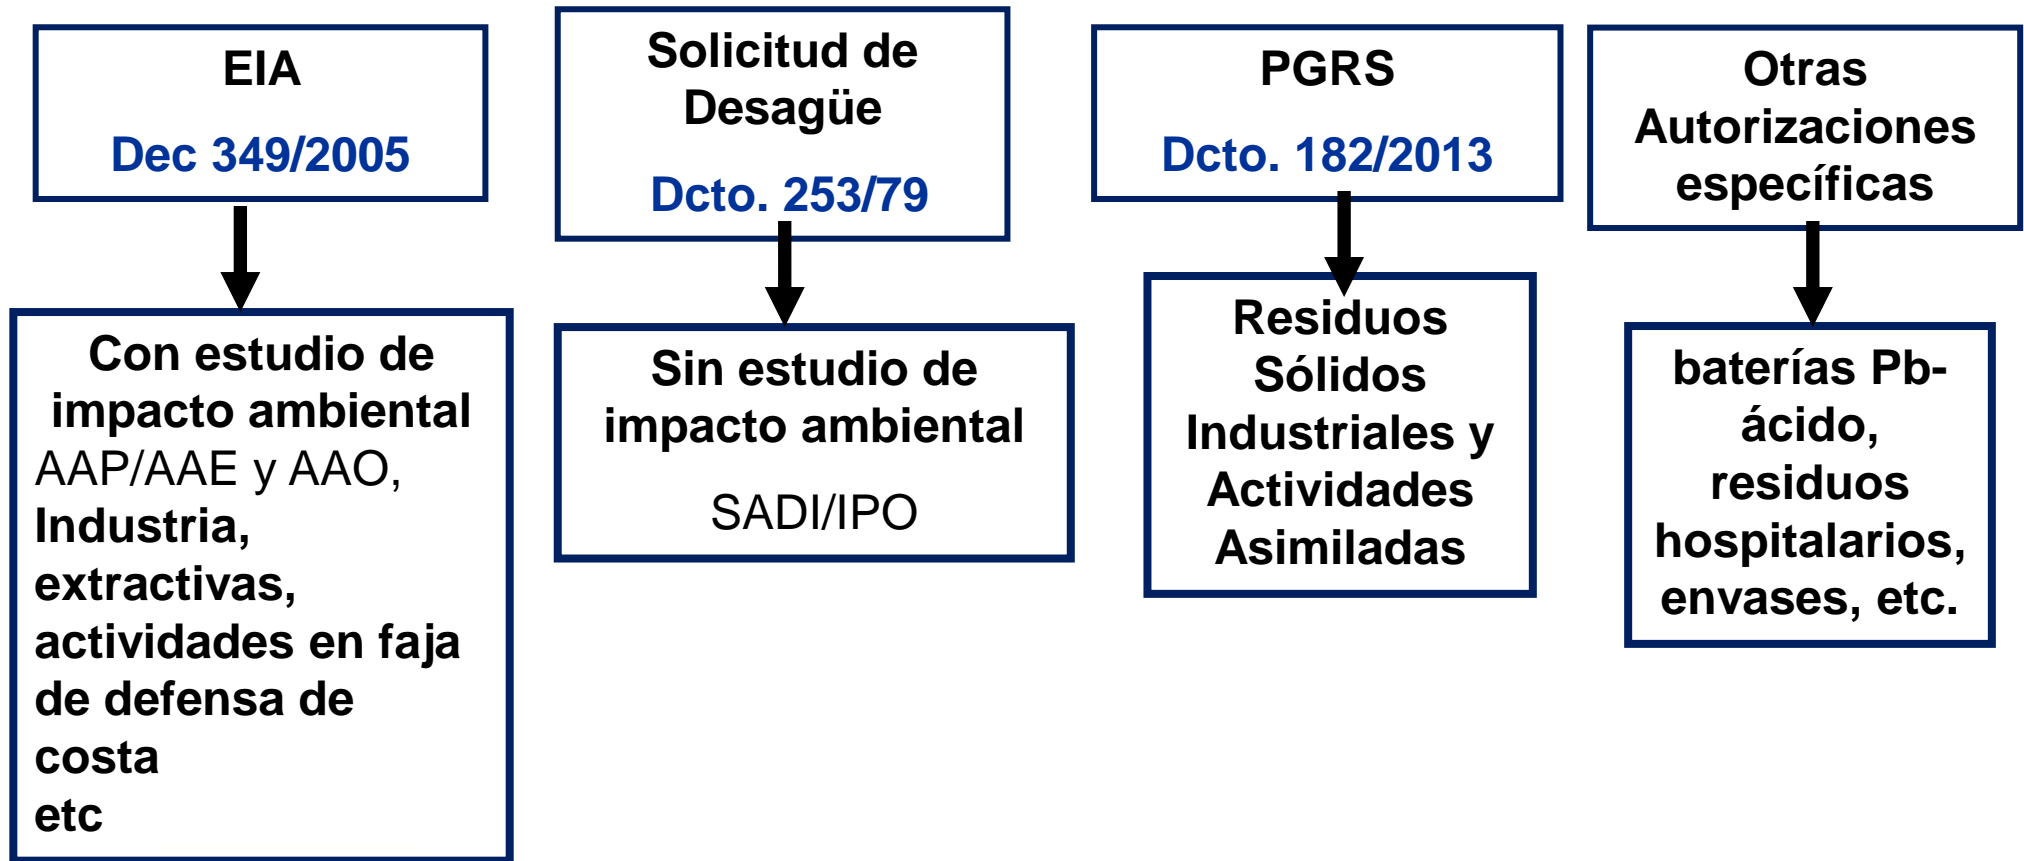 EIA
Dec 349/2005
Con estudio de
impacto ambiental
AAP/AAE y AAO,
Industria,
extractivas,
actividades en faja
de defensa de
costa
etc
Solicitud de
Desagüe
Dcto. 253/79
Sin estudio de
impacto ambiental
SADI/IPO
PGRS
Dcto. 182/2013
Residuos
Sólidos
Industriales y
Actividades
Asimiladas
Otras
Autorizaciones
específicas
baterías Pb-
ácido,
residuos
hospitalarios,
envases, etc.